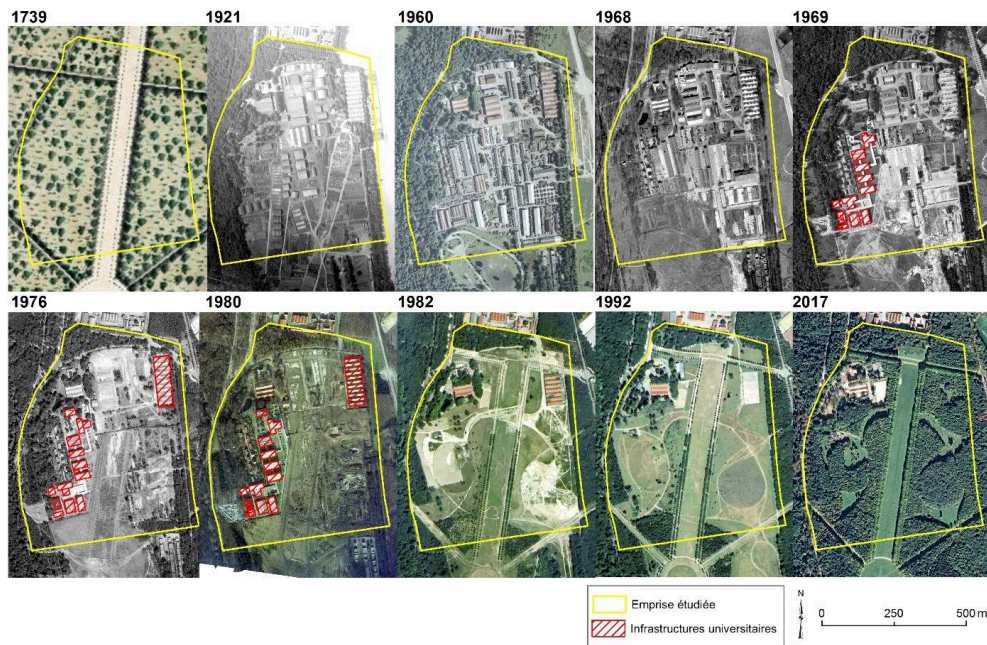 1739
1921
1960
1968
1969
1976
1980
1982
1992
2017
Emprise étudiée
Infrastructures universitaires
N
0 250 500 m